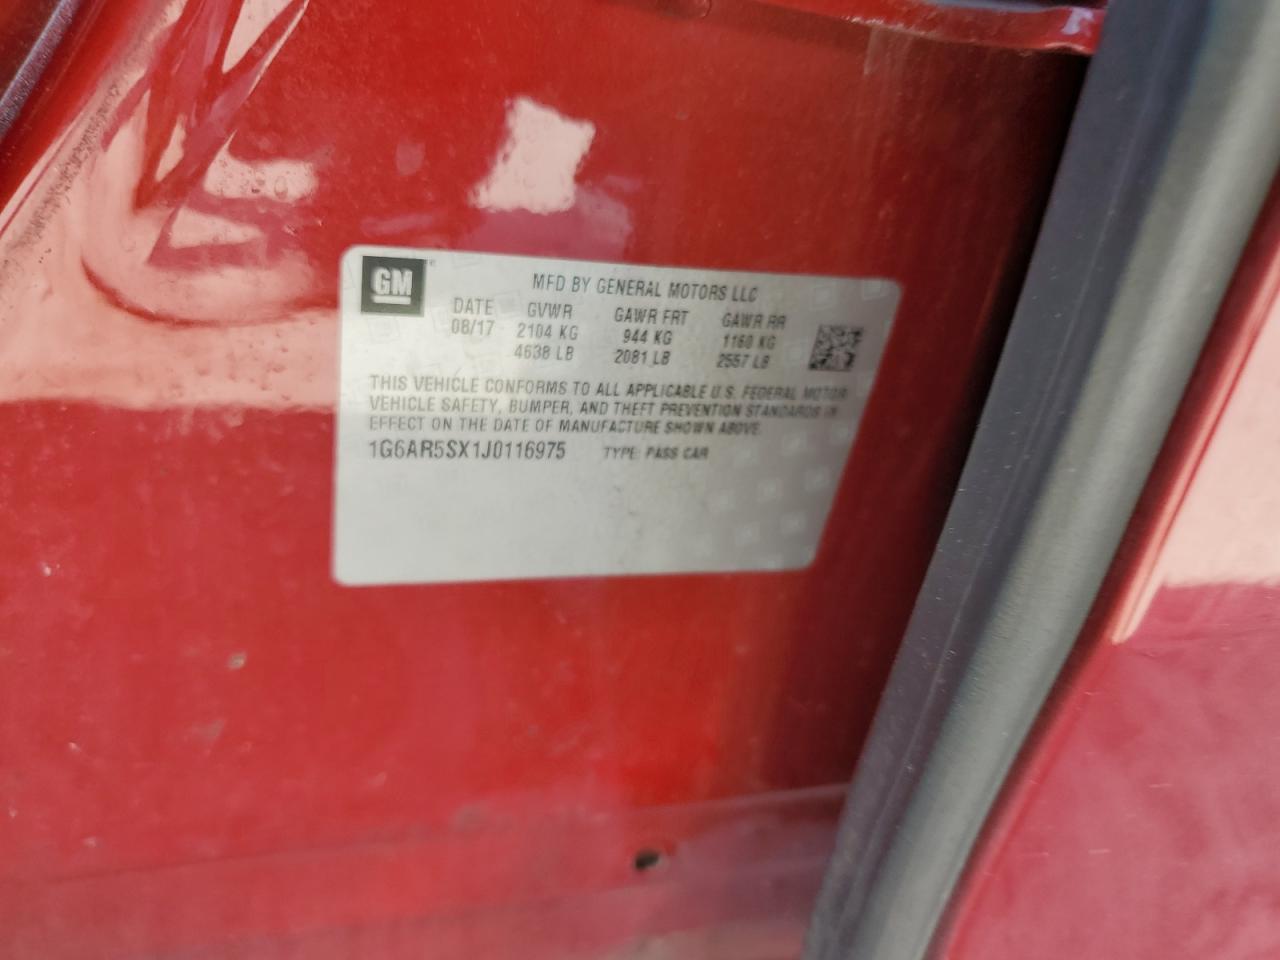 GM
MFD BY GENERAL MOTORS LLC
DATE GVWR GAWR FRT GAWR RR
08/17 2104 KG 944 KG 1160 KG
4638 LB 2081 LB 2557 LB
THIS VEHICLE CONFORMS TO ALL APPLICABLE U.S. FEDERAL MOTOR
VEHICLE SAFETY, BUMPER, AND THEFT PREVENTION STANDARDS IN
EFFECT ON THE DATE OF MANUFACTURE SHOWN ABOVE.
1G6AR5SX1J0116975 TYPE: PASS CAR